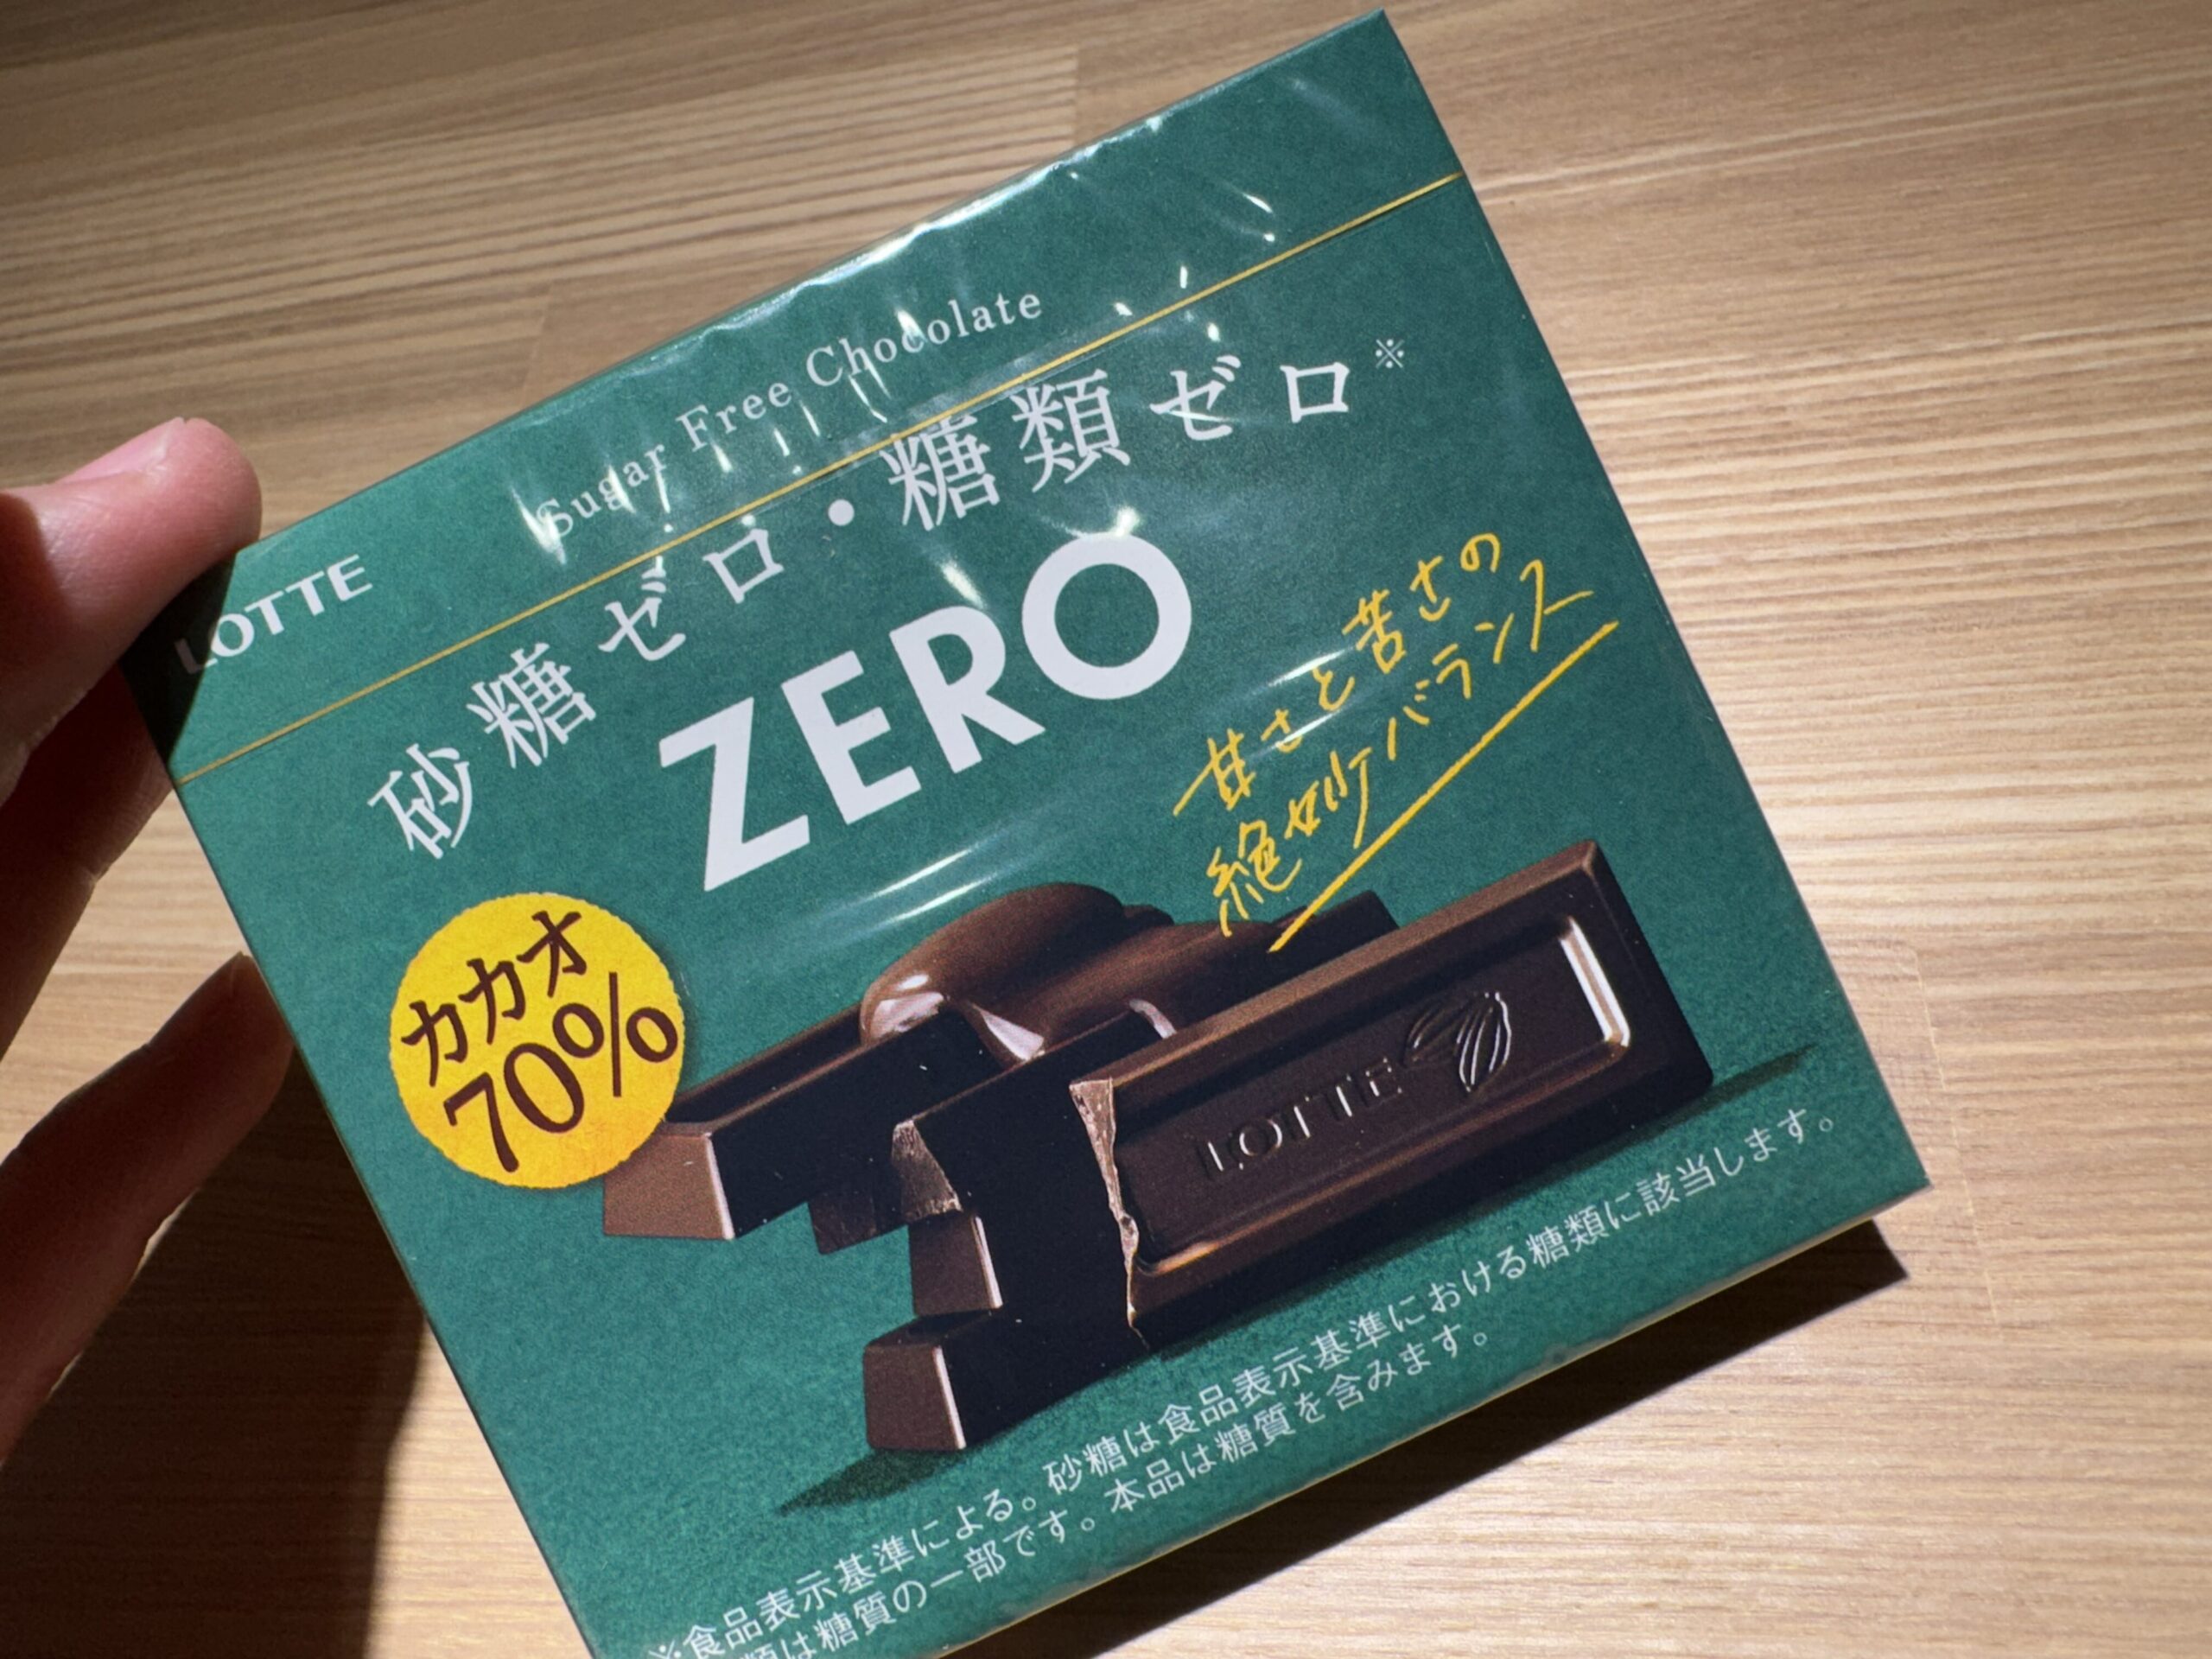 LOTTE
Sugar Free Chocolate
砂糖ゼロ・糖類ゼロ※
ZERO
甘さと苦さの
絶妙バランス
カカオ
70%
LOTTE
※食品表示基準による。砂糖は食品表示基準における糖類に該当します。
類は糖質の一部です。本品は糖質を含みます。